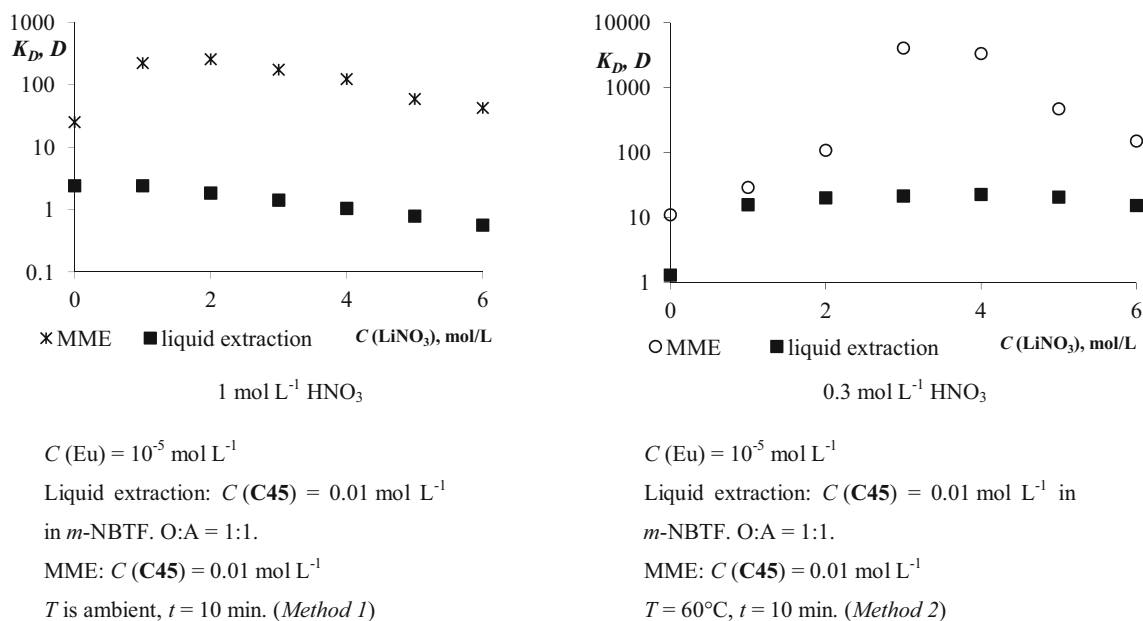 1000
K_D, D
100
10
1
0.1
0 2 4 6
MME liquid extraction C (LiNO₃), mol/L
1 mol L⁻¹ HNO₃
C (Eu) = 10⁻⁵ mol L⁻¹
Liquid extraction: C (C45) = 0.01 mol L⁻¹
in m-NBTF. O:A = 1:1.
MME: C (C45) = 0.01 mol L⁻¹
T is ambient, t = 10 min. (Method 1)
10000
K_D, D
1000
100
10
1
0 2 4 6
MME liquid extraction C (LiNO₃), mol/L
0.3 mol L⁻¹ HNO₃
C (Eu) = 10⁻⁵ mol L⁻¹
Liquid extraction: C (C45) = 0.01 mol L⁻¹ in
m-NBTF. O:A = 1:1.
MME: C (C45) = 0.01 mol L⁻¹
T = 60°C, t = 10 min. (Method 2)